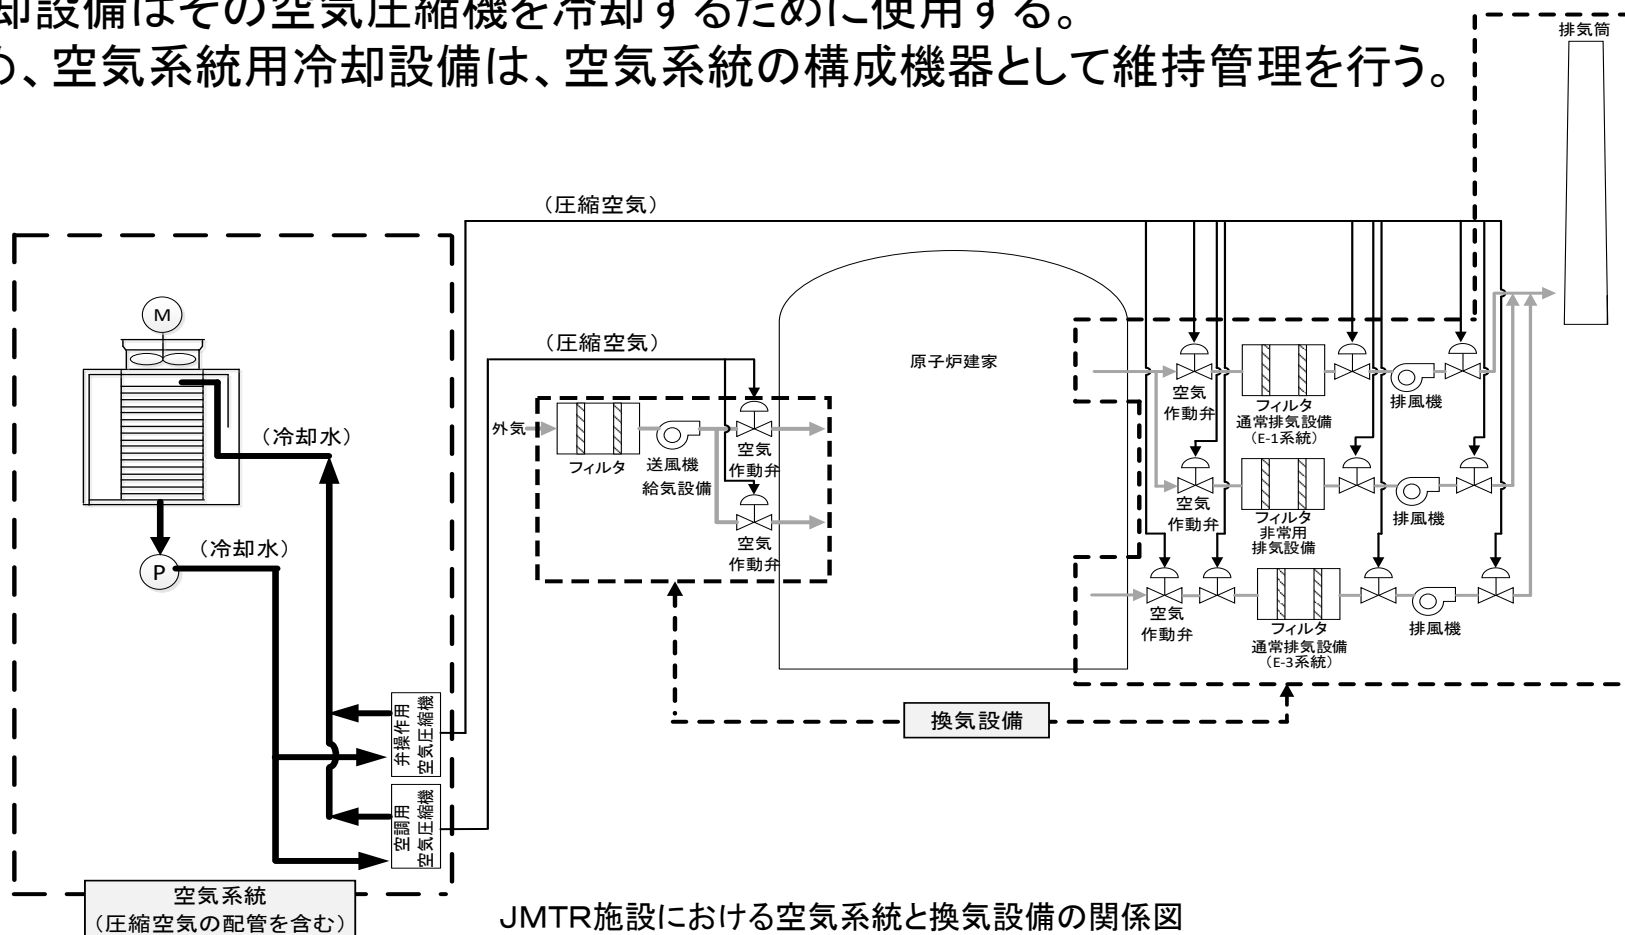 却設備はその空気圧縮機を冷却するために使用する。
、空気系統用冷却設備は、空気系統の構成機器として維持管理を行う。
排気筒
（圧縮空気）
M
（圧縮空気）
原子炉建家
空気
作動弁
フィルタ
通常排気設備
（E-1系統）
排風機
（冷却水）
外気
フィルタ
送風機
給気設備
空気
作動弁
空気
作動弁
フィルタ
非常用
排気設備
排風機
（冷却水）
P
空気
作動弁
空気
作動弁
フィルタ
通常排気設備
（E-3系統）
排風機
弁操作用
空気圧縮機
換気設備
空調用
空気圧縮機
空気系統
（圧縮空気の配管を含む）
JMTR施設における空気系統と換気設備の関係図